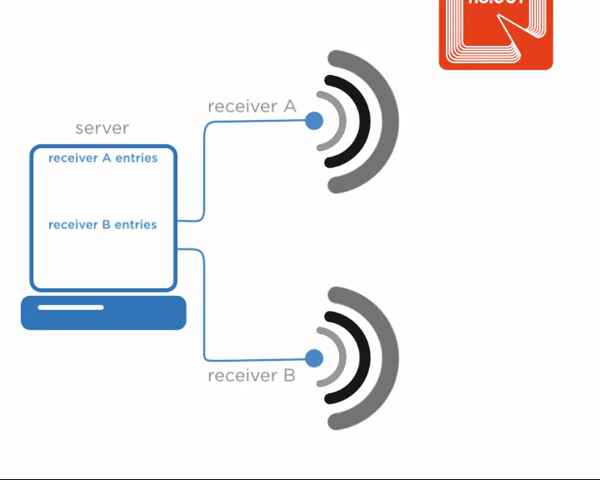 receiver A
server
receiver A entries
receiver B entries
receiver B